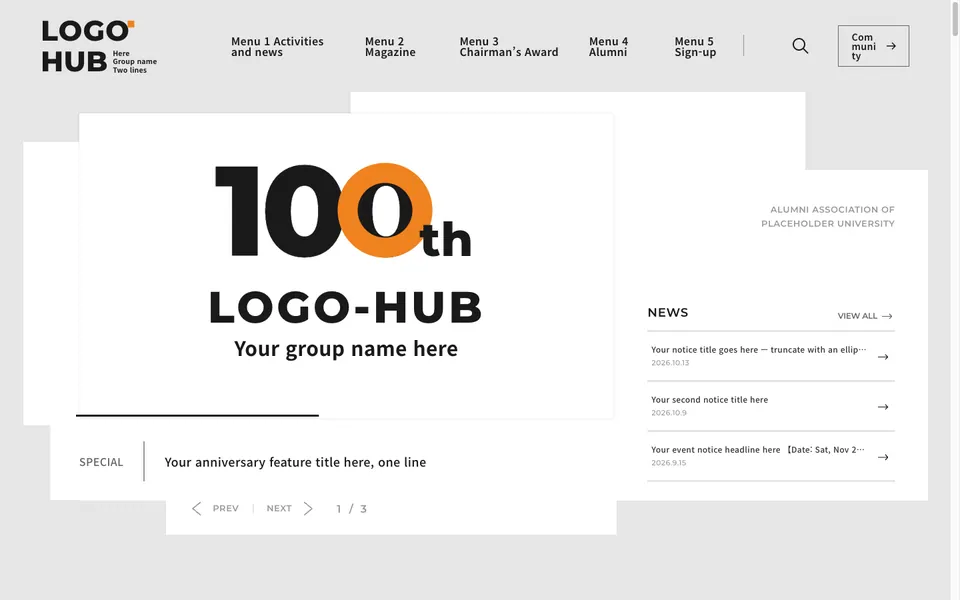 LOGO
HUB
Here
Group name
Two lines
Menu 1 Activities
and news
Menu 2
Magazine
Menu 3
Chairman's Award
Menu 4
Alumni
Menu 5
Sign-up
Com
muni
ty
100th
LOGO-HUB
Your group name here
ALUMNI ASSOCIATION OF
PLACEHOLDER UNIVERSITY
NEWS
VIEW ALL
Your notice title goes here — truncate with an ellip…
2026.10.13
Your second notice title here
2026.10.9
Your event notice headline here 【Date: Sat, Nov 2…
2026.9.15
SPECIAL
Your anniversary feature title here, one line
PREV
NEXT
1 / 3